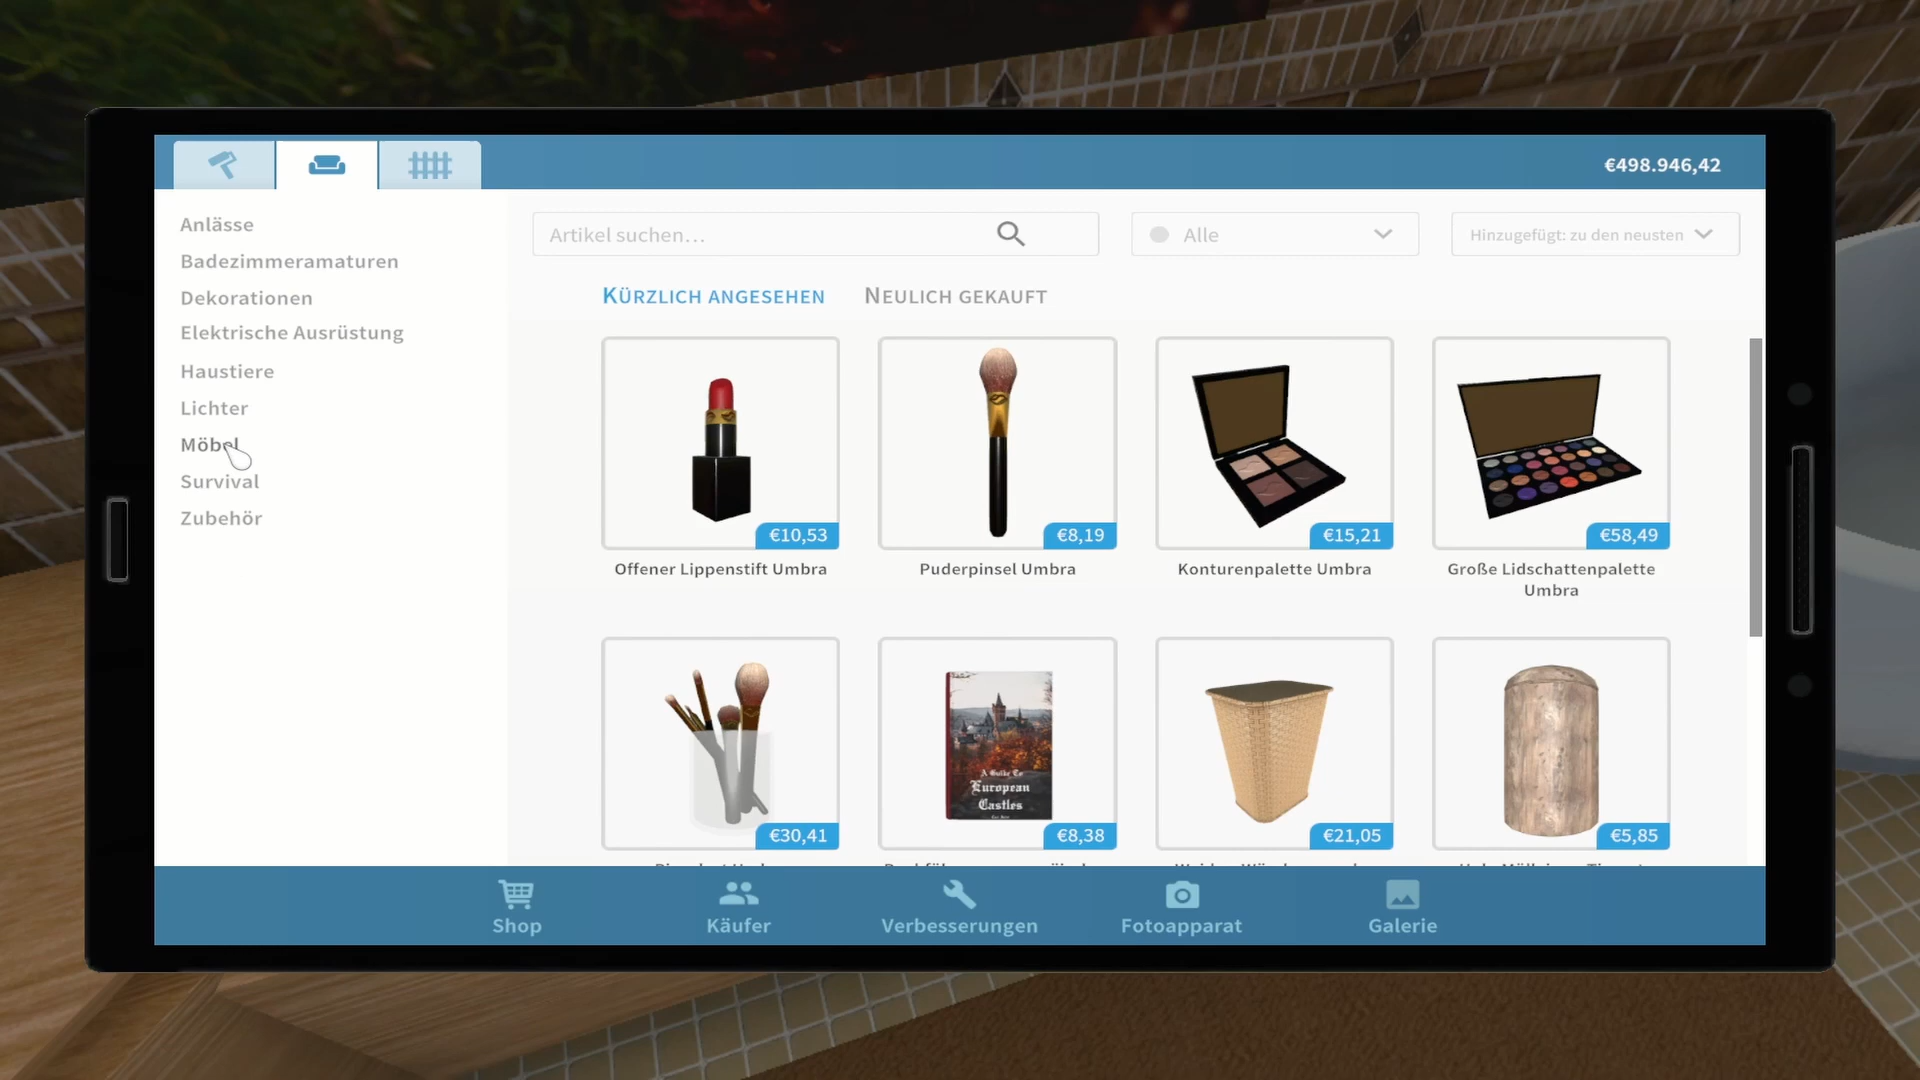 €498.946,42
Anlässe
Badezimmeramaturen
Dekorationen
Elektrische Ausrüstung
Haustiere
Lichter
Möbel
Survival
Zubehör
Artikel suchen...
Alle
Hinzugefügt: zu den neusten
KÜRZLICH ANGESEHEN
NEULICH GEKAUFT
€10,53
€8,19
€15,21
€58,49
Offener Lippenstift Umbra
Puderpinsel Umbra
Konturenpalette Umbra
Große Lidschattenpalette
Umbra
A Guide To
European
Castles
€30,41
€8,38
€21,05
€5,85
Shop
Käufer
Verbesserungen
Fotoapparat
Galerie